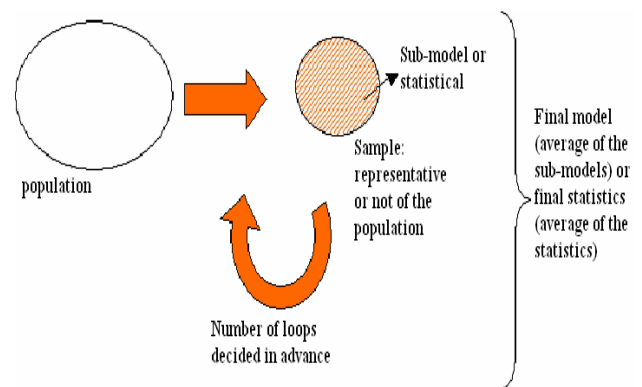 population
Sub-model or
statistical
Sample:
representative
or not of the
population
Number of loops
decided in advance
Final model
(average of the
sub-models) or
final statistics
(average of the
statistics)